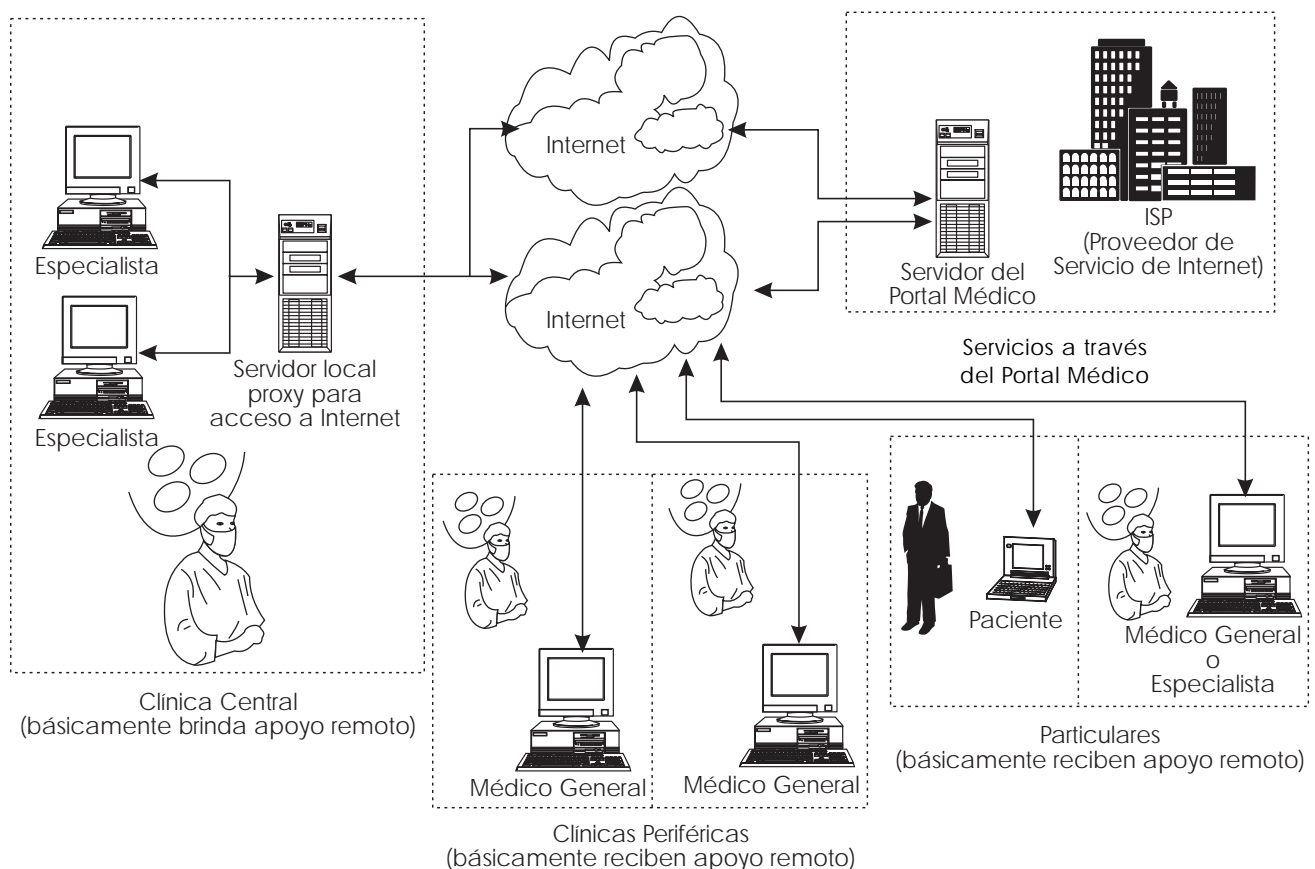 Internet
Internet
Especialista
Especialista
Servidor local
proxy para
acceso a Internet
Clínica Central
(básicamente brinda apoyo remoto)
Servidor del
Portal Médico
ISP
(Proveedor de
Servicio de Internet)
Servicios a través
del Portal Médico
Médico General
Médico General
Clínicas Periféricas
(básicamente reciben apoyo remoto)
Paciente
Médico General
o
Especialista
Particulares
(básicamente reciben apoyo remoto)